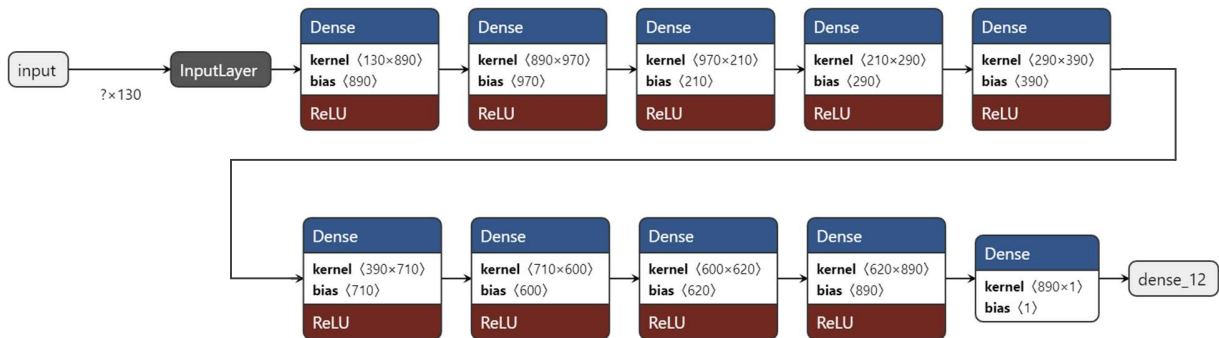 input
?×130
InputLayer
Dense
kernel ⟨130×890⟩
bias ⟨890⟩
ReLU
Dense
kernel ⟨890×970⟩
bias ⟨970⟩
ReLU
Dense
kernel ⟨970×210⟩
bias ⟨210⟩
ReLU
Dense
kernel ⟨210×290⟩
bias ⟨290⟩
ReLU
Dense
kernel ⟨290×390⟩
bias ⟨390⟩
ReLU
Dense
kernel ⟨390×710⟩
bias ⟨710⟩
ReLU
Dense
kernel ⟨710×600⟩
bias ⟨600⟩
ReLU
Dense
kernel ⟨600×620⟩
bias ⟨620⟩
ReLU
Dense
kernel ⟨620×890⟩
bias ⟨890⟩
ReLU
Dense
kernel ⟨890×1⟩
bias ⟨1⟩
dense_12